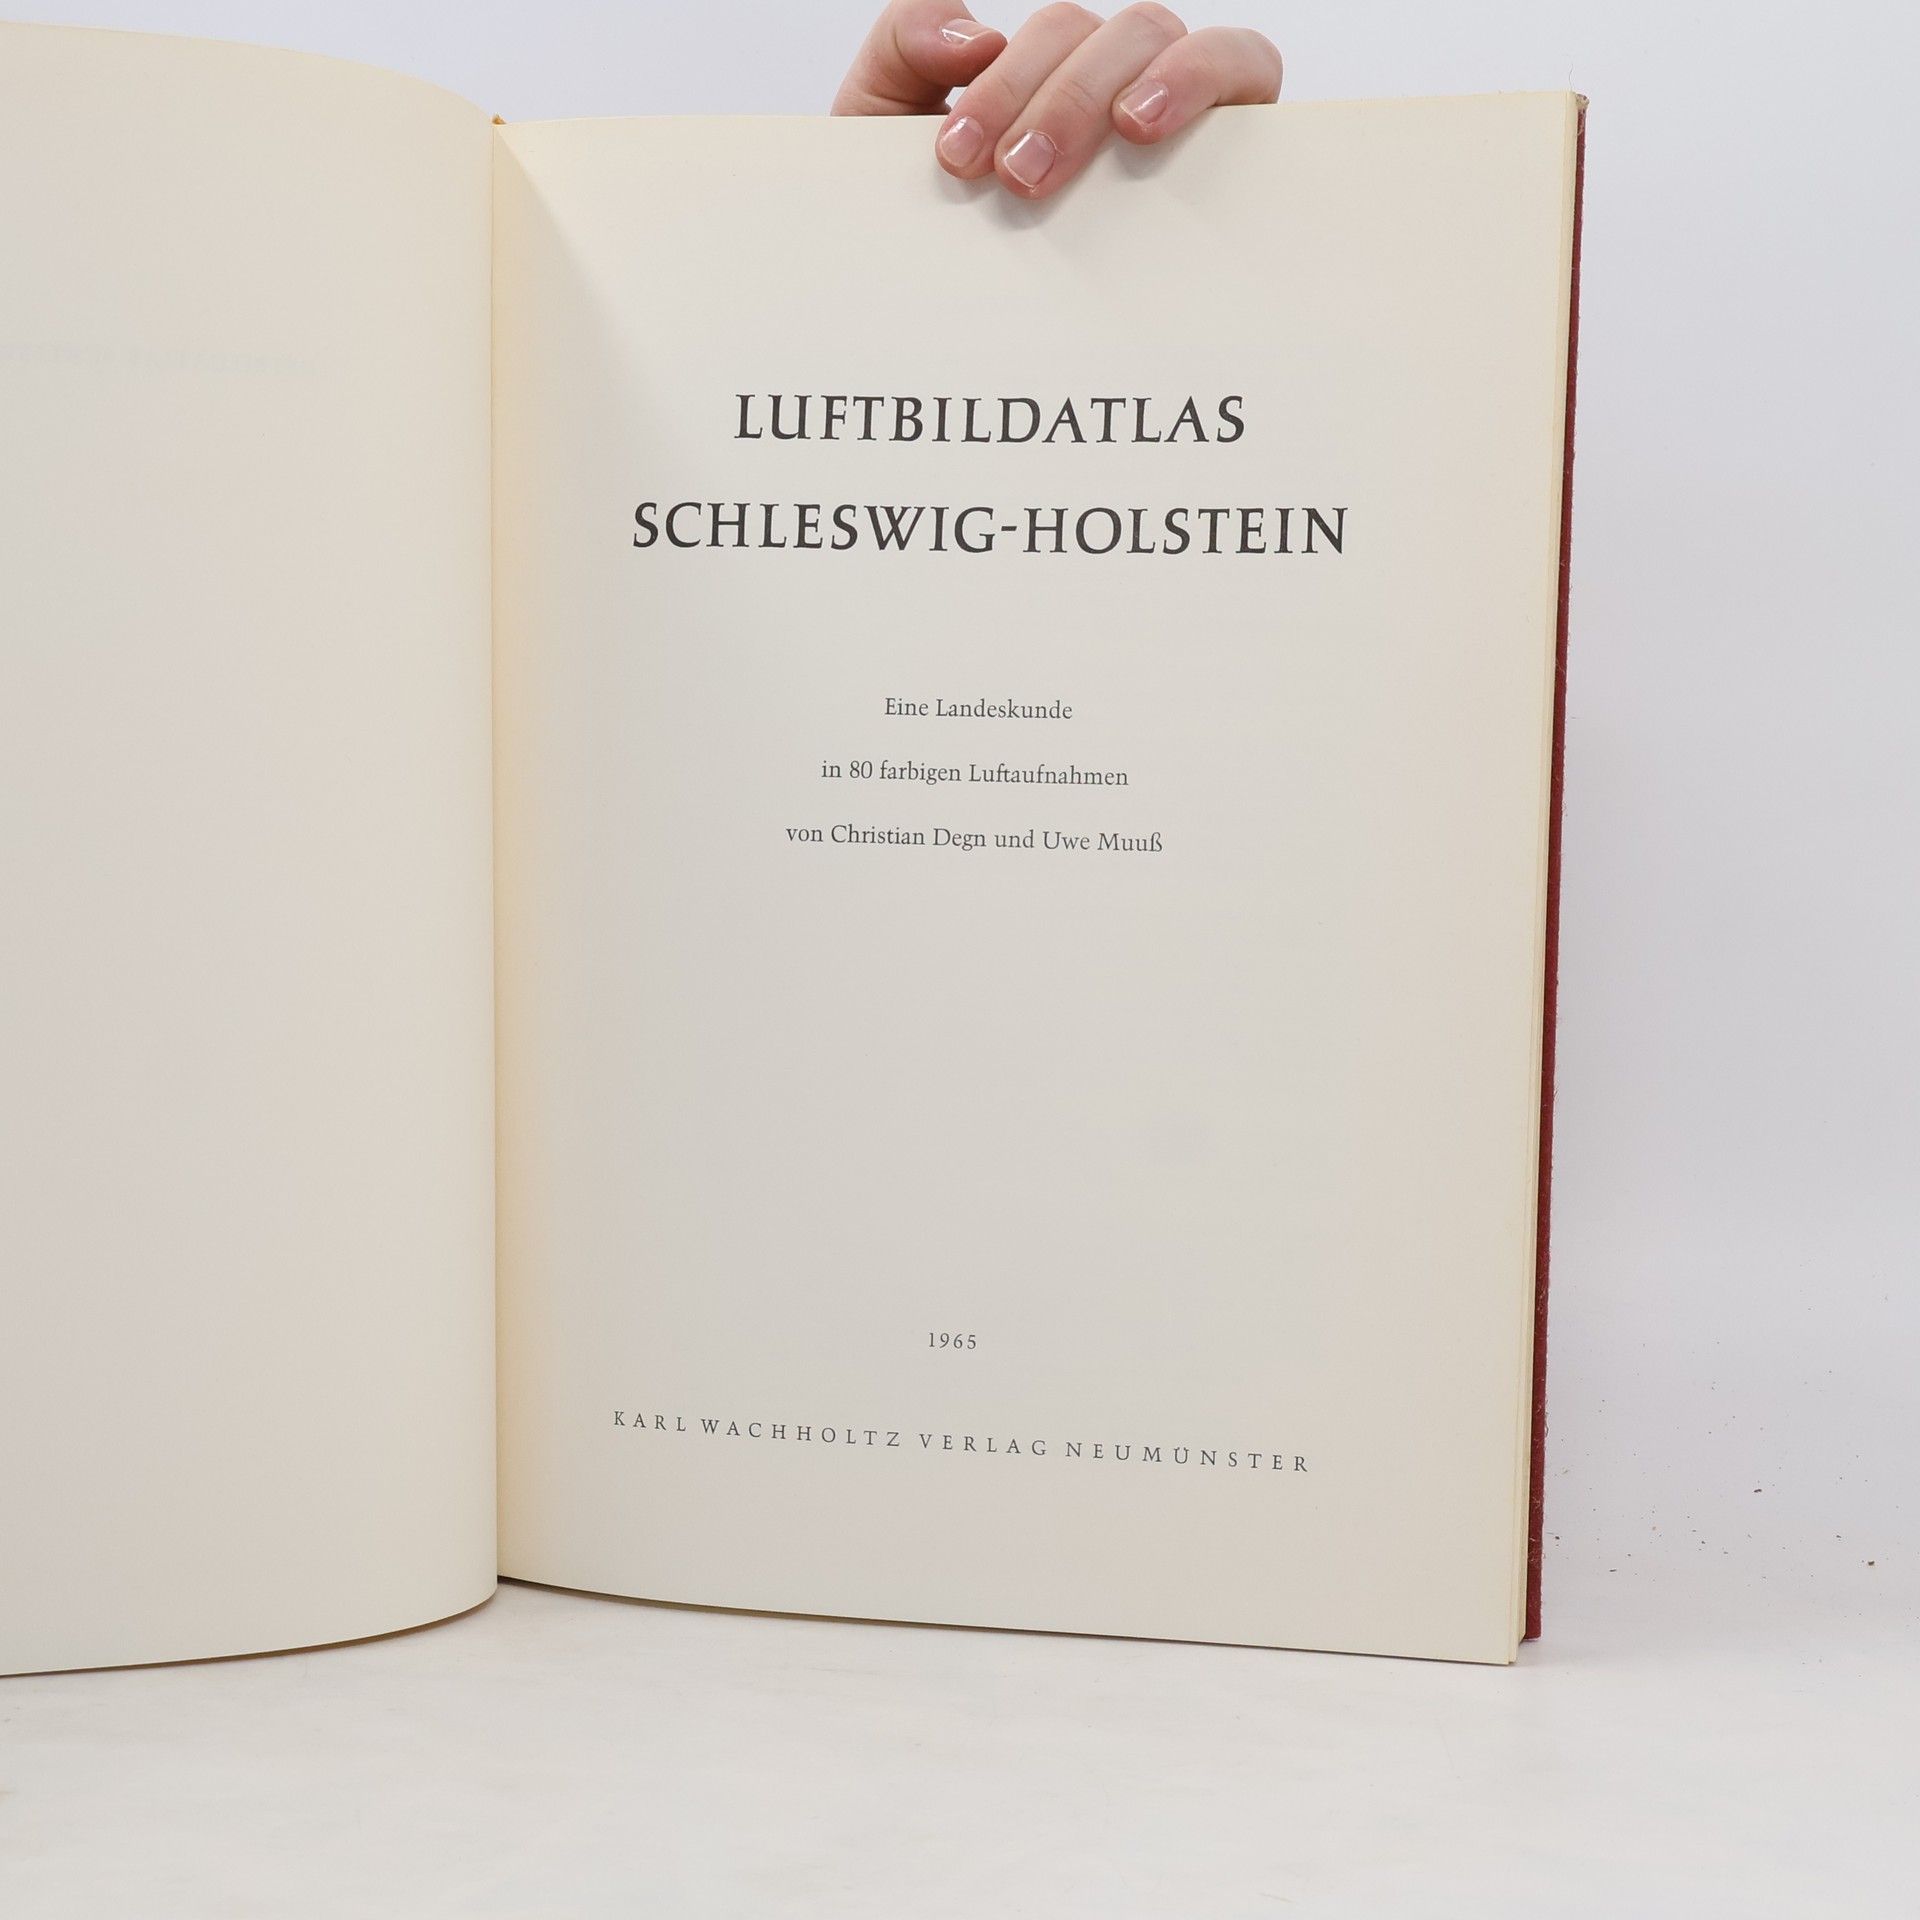 LUFTBILDATLAS
SCHLESWIG-HOLSTEIN
Eine Landeskunde
in 80 farbigen Luftaufnahmen
von Christian Degn und Uwe Muuß
1965
KARL WACHHOLTZ VERLAG NEUMÜNSTER